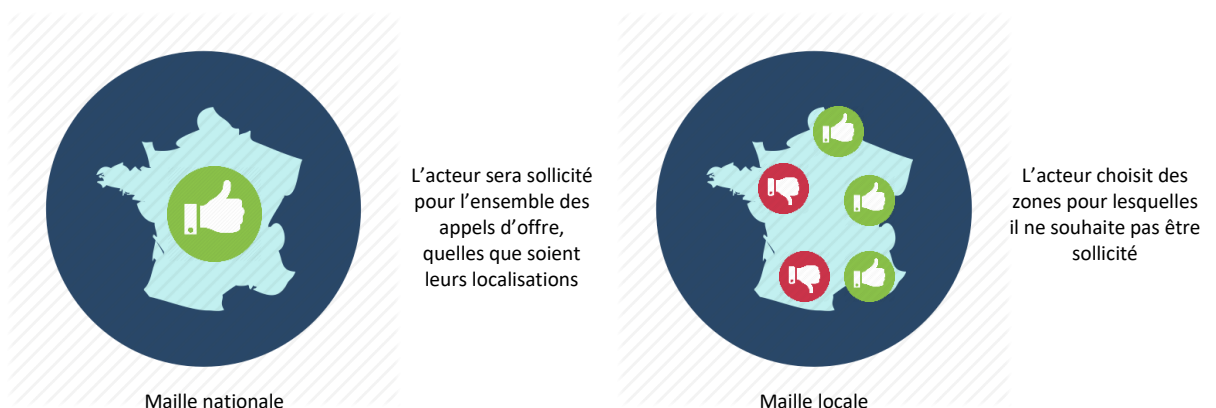 L’acteur sera sollicité
pour l’ensemble des
appels d’offre,
quelles que soient
leurs localisations
Maille nationale
L’acteur choisit des
zones pour lesquelles
il ne souhaite pas être
sollicité
Maille locale